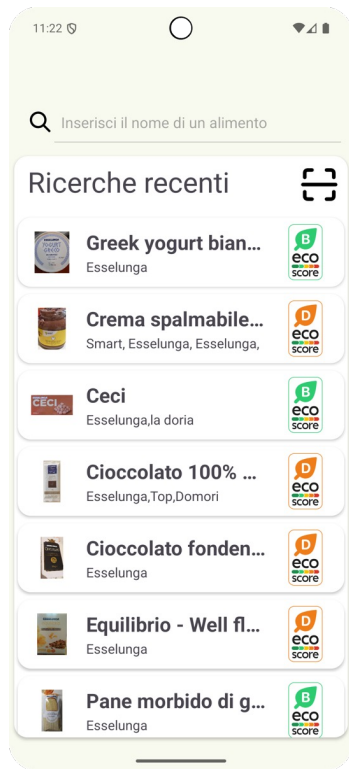 11:22
Inserisci il nome di un alimento
Ricerche recenti
Greek yogurt bian...
Esselunga
B
eco
score
Crema spalmabile...
Smart, Esselunga, Esselunga,
D
eco
score
CECI
Ceci
Esselunga,la doria
B
eco
score
Cioccolato 100% ...
Esselunga,Top,Domori
D
eco
score
Cioccolato fonden...
Esselunga
D
eco
score
Equilibrio - Well fl...
Esselunga
D
eco
score
Pane morbido di g...
Esselunga
B
eco
score